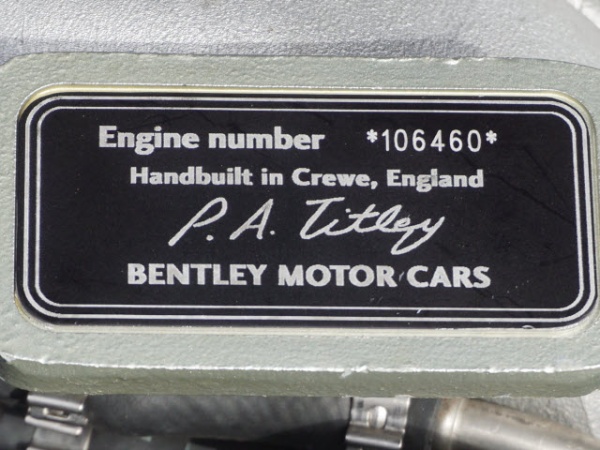 Engine number *106460*
Handbuilt in Crewe, England
P. A. Titley
BENTLEY MOTOR CARS